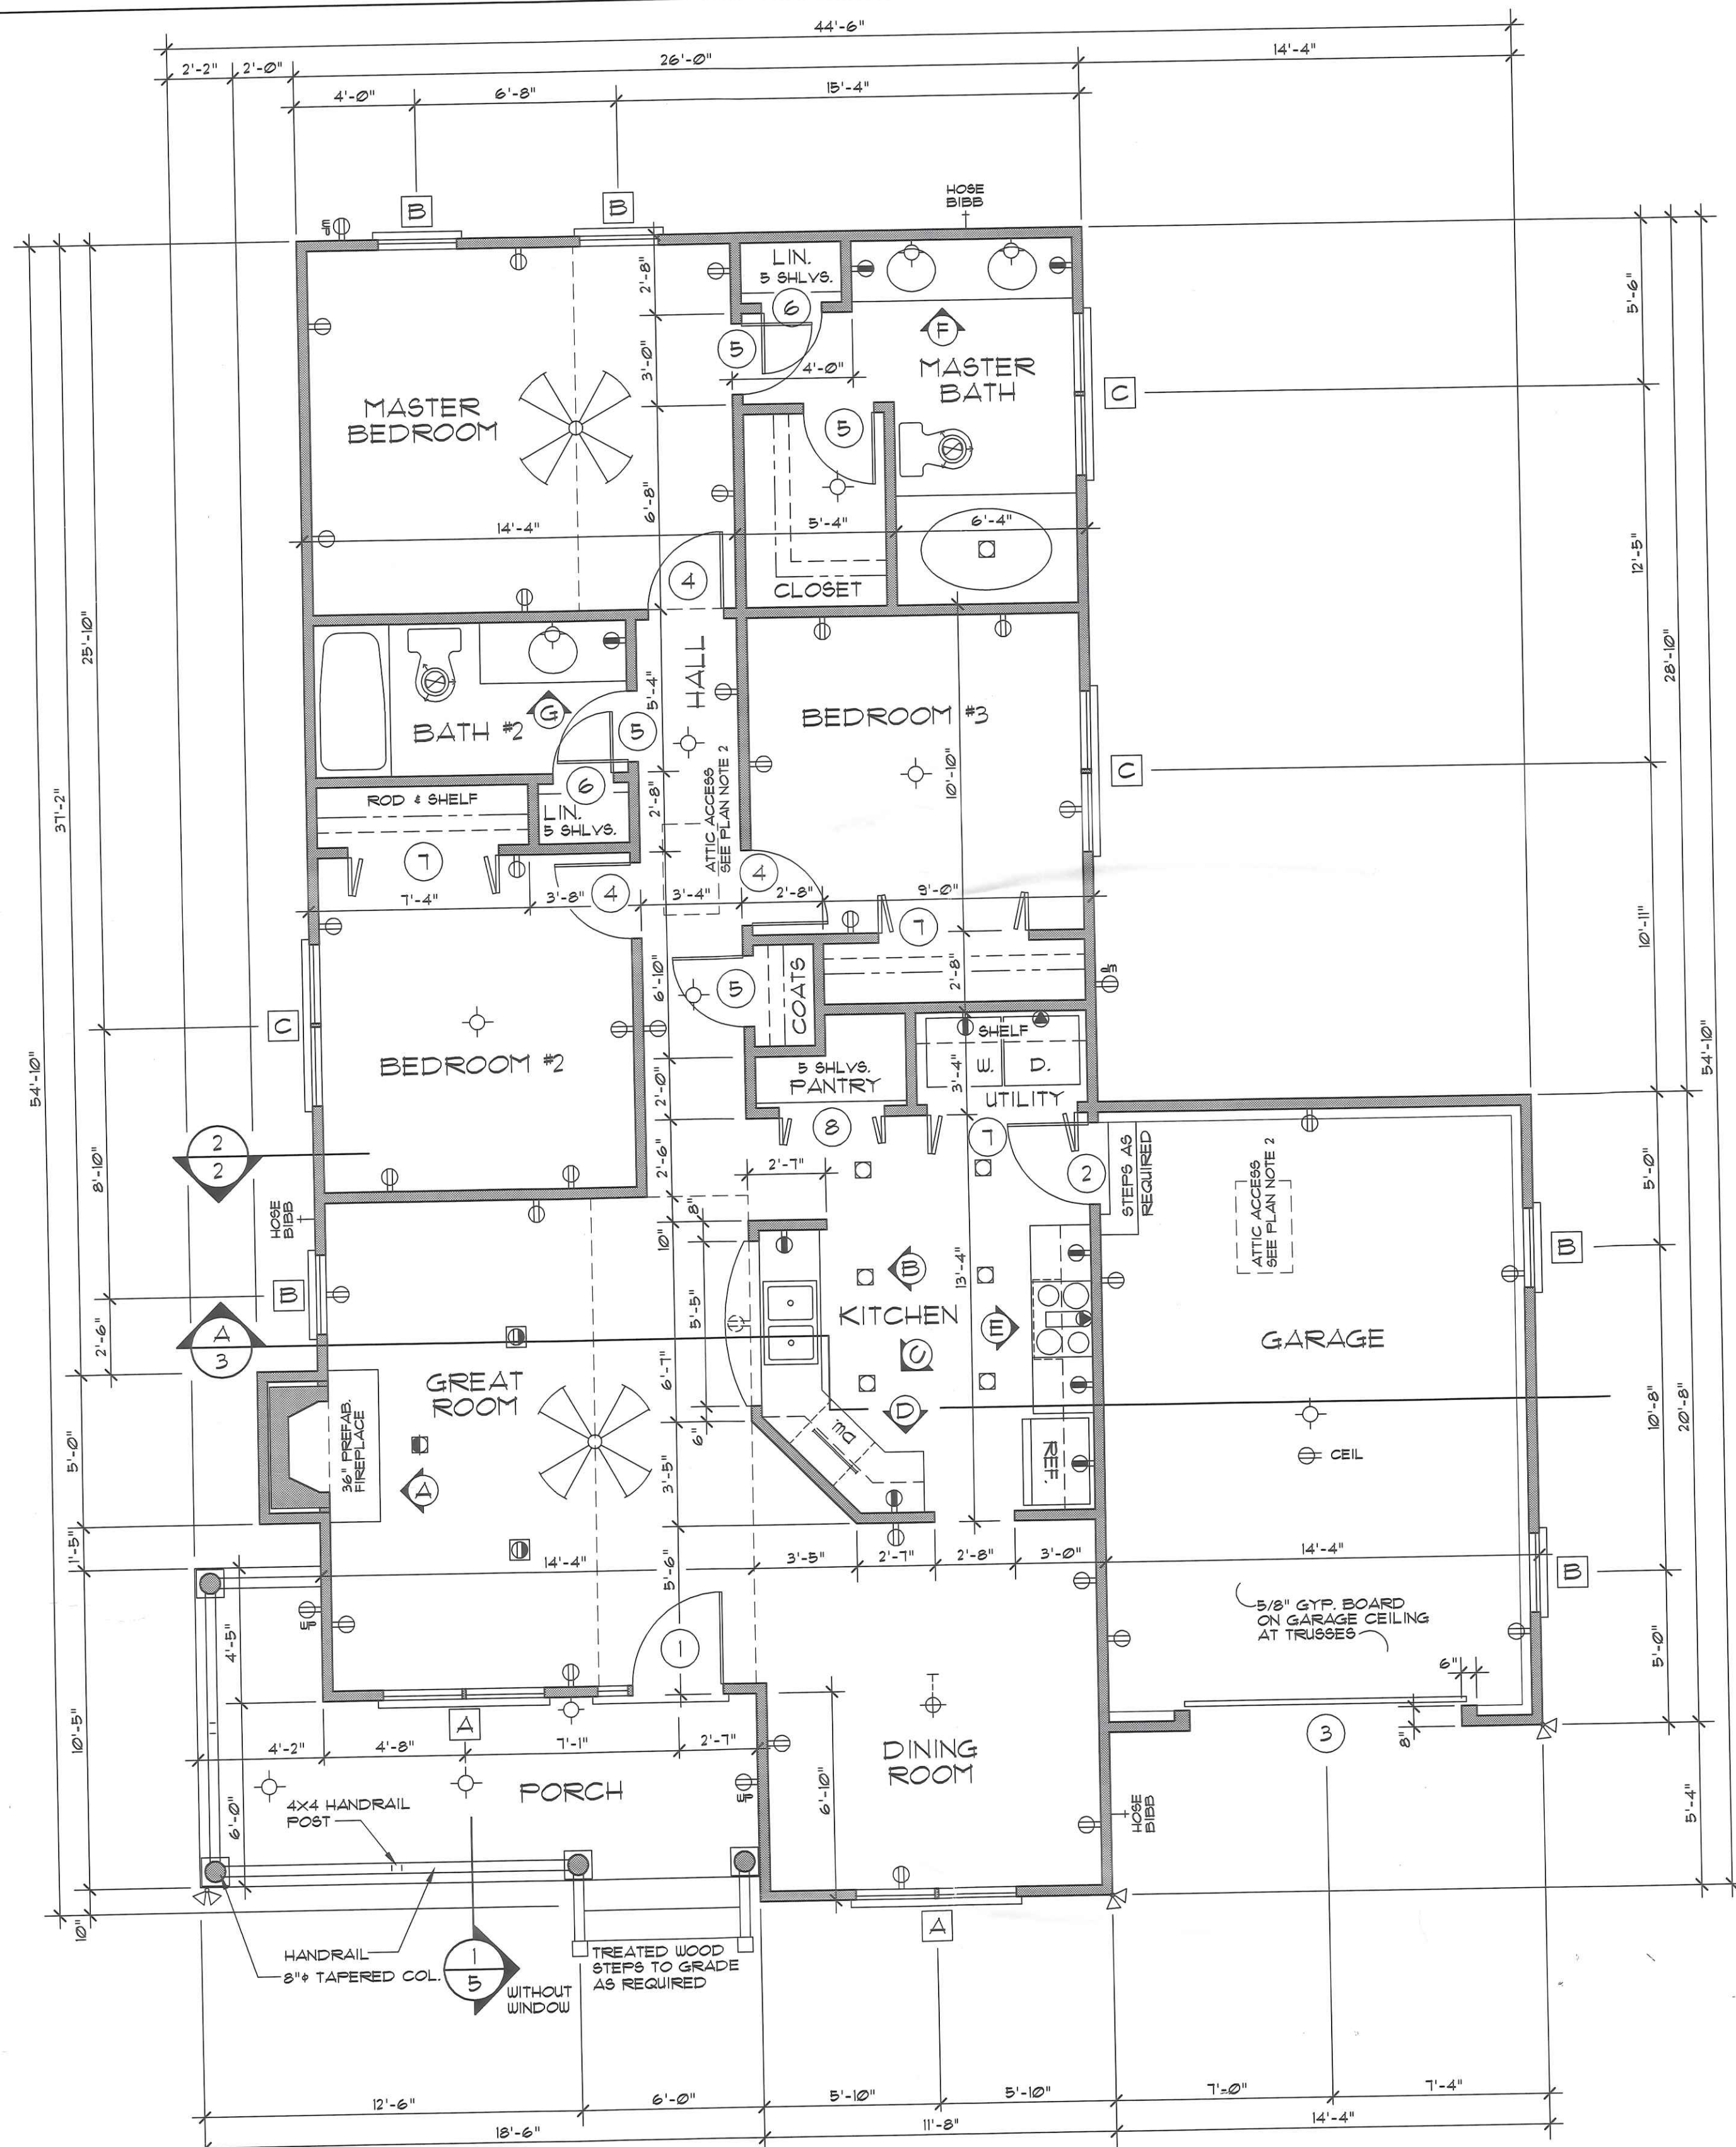 44'-6"
2'-2"
2'-0"
26'-0"
14'-4"
4'-0"
6'-8"
15'-4"
HOSE
BIBB
WP
B
B
LIN.
5 SHLVS.
6
2'-8"
5'-6"
F
5
3'-0"
4'-0"
MASTER
BATH
C
MASTER
BEDROOM
5
6'-8"
14'-4"
5'-4"
6'-4"
12'-5"
4
CLOSET
25'-10"
28'-10"
HALL
5'-4"
G
BATH #2
5
BEDROOM #3
C
10'-10"
ATTIC ACCESS
SEE PLAN NOTE 2
6
ROD & SHELF
LIN.
5 SHLVS.
2'-8"
37'-2"
7
4
4
7'-4"
3'-8"
3'-4"
2'-8"
9'-0"
7
10'-11"
6'-10"
5
COATS
2'-8"
WP
C
54'-10"
54'-10"
BEDROOM #2
SHELF
W.
D.
3'-4"
5 SHLVS.
PANTRY
UTILITY
2'-0"
8
7
2
STEPS AS
REQUIRED
2
2
8'-10"
2'-6"
2'-7"
5'-0"
ATTIC ACCESS
SEE PLAN NOTE 2
HOSE
BIBB
8"
10"
B
B
13'-4"
B
5'-5"
KITCHEN
E
C
GARAGE
A
3
2'-6"
GREAT
ROOM
6'-7"
D
D.W.
6"
36" PREFAB.
FIREPLACE
REF.
CEIL
10'-8"
20'-8"
5'-0"
A
3'-5"
1'-5"
14'-4"
5'-6"
3'-5"
2'-7"
2'-8"
3'-0"
14'-4"
B
WP
4'-5"
1
5/8" GYP. BOARD
ON GARAGE CEILING
AT TRUSSES
5'-0"
6"
A
8"
3
10'-5"
4'-2"
4'-8"
7'-1"
2'-7"
DINING
ROOM
PORCH
WP
6'-10"
4X4 HANDRAIL
POST
6'-0"
HOSE
BIBB
5'-4"
10"
A
HANDRAIL
8"φ TAPERED COL.
1
5
WITHOUT
WINDOW
TREATED WOOD
STEPS TO GRADE
AS REQUIRED
12'-6"
6'-0"
5'-10"
5'-10"
7'-0"
7'-4"
18'-6"
11'-8"
14'-4"